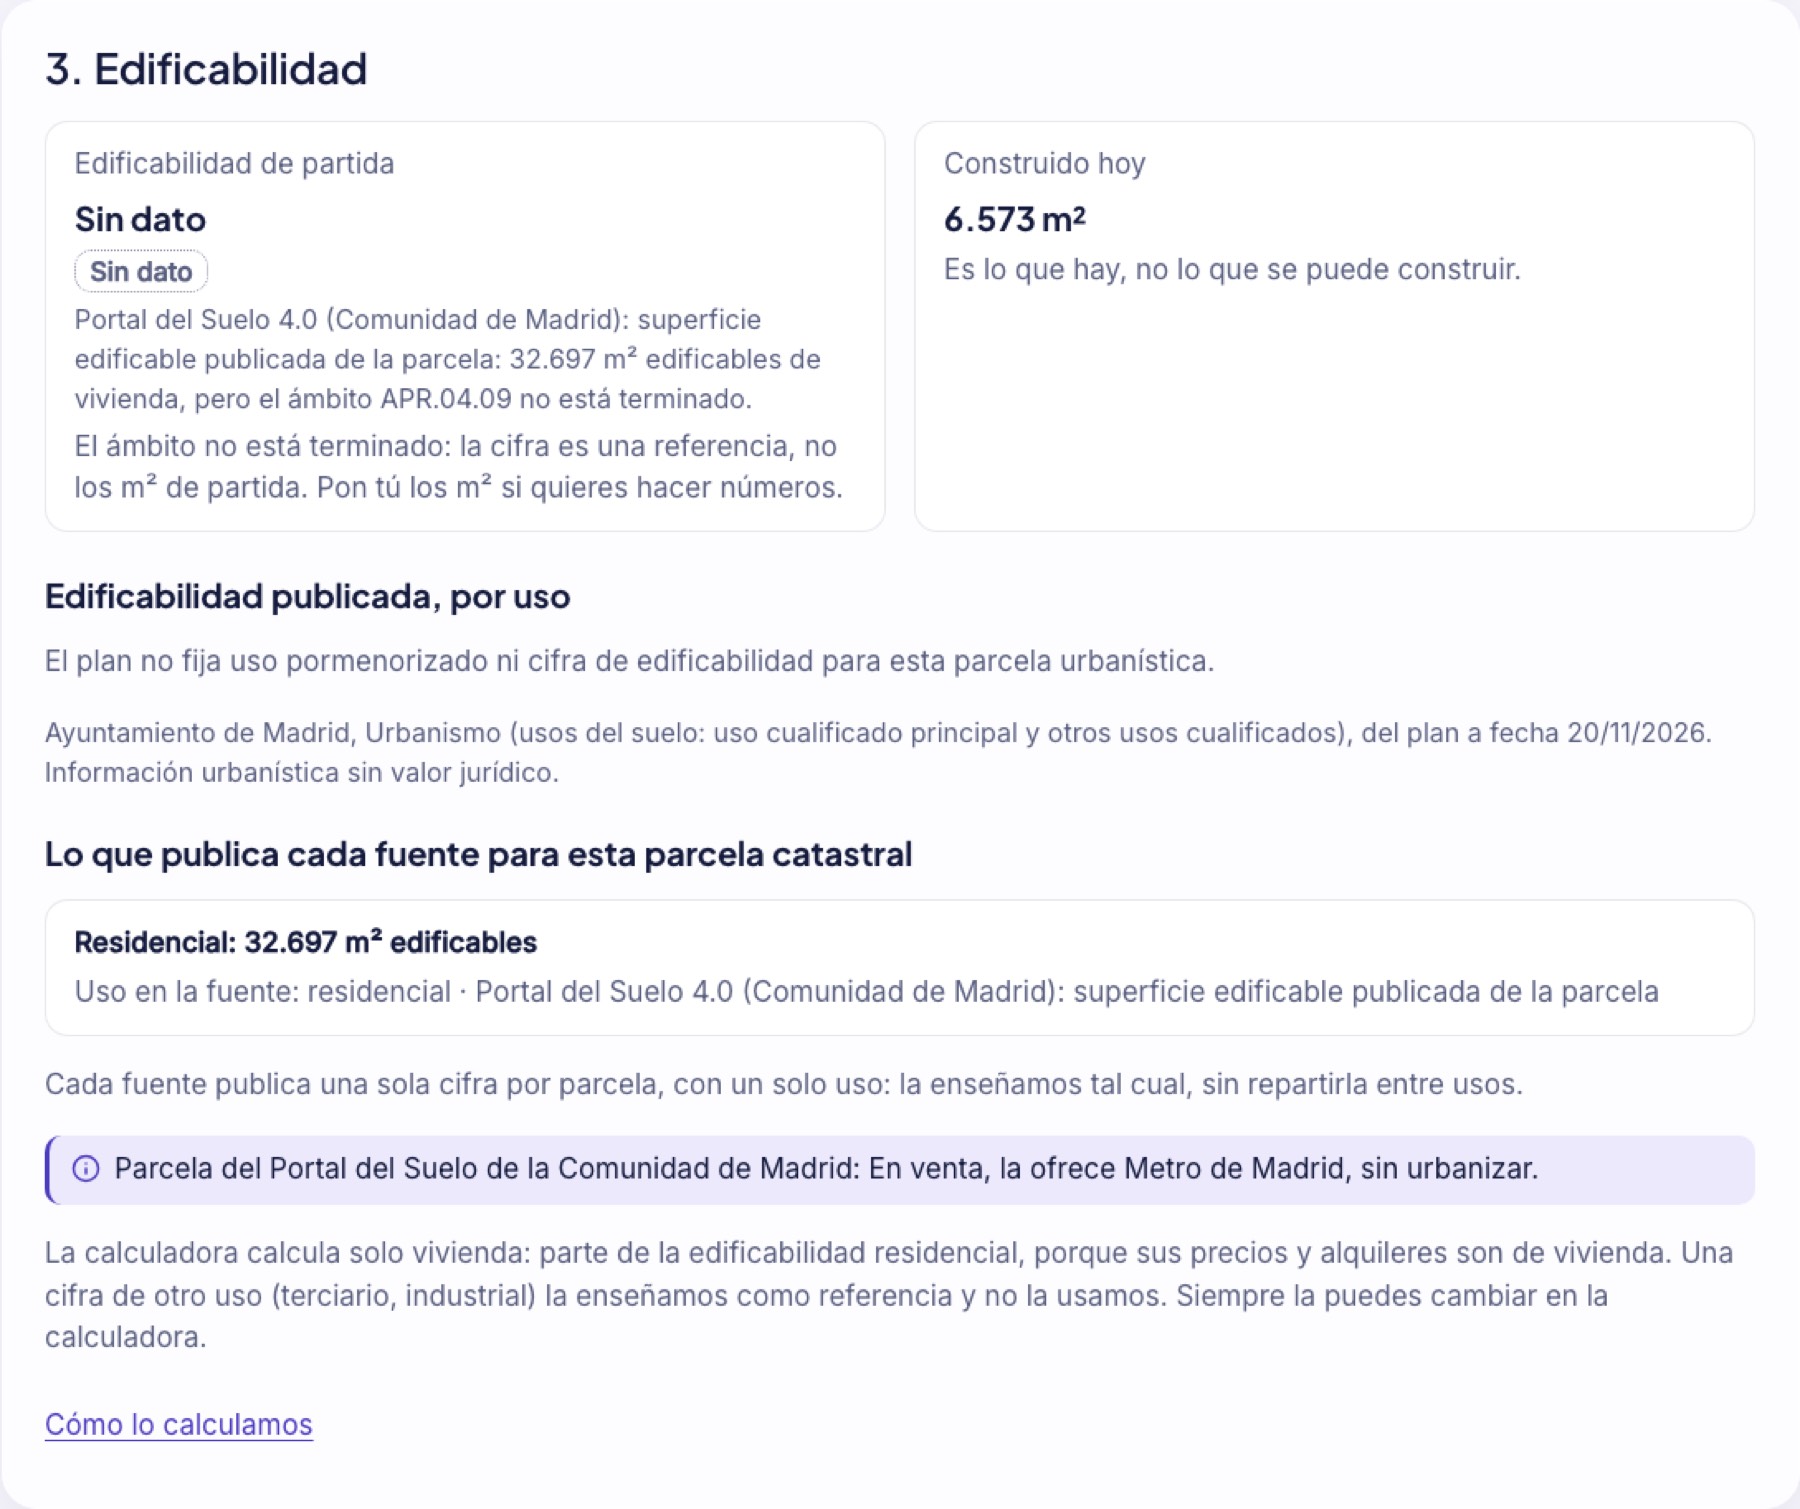 3. Edificabilidad
Edificabilidad de partida
Sin dato
Sin dato
Portal del Suelo 4.0 (Comunidad de Madrid): superficie
edificable publicada de la parcela: 32.697 m² edificables de
vivienda, pero el ámbito APR.04.09 no está terminado.
El ámbito no está terminado: la cifra es una referencia, no
los m² de partida. Pon tú los m² si quieres hacer números.
Construido hoy
6.573 m²
Es lo que hay, no lo que se puede construir.
Edificabilidad publicada, por uso
El plan no fija uso pormenorizado ni cifra de edificabilidad para esta parcela urbanística.
Ayuntamiento de Madrid, Urbanismo (usos del suelo: uso cualificado principal y otros usos cualificados), del plan a fecha 20/11/2026.
Información urbanística sin valor jurídico.
Lo que publica cada fuente para esta parcela catastral
Residencial: 32.697 m² edificables
Uso en la fuente: residencial · Portal del Suelo 4.0 (Comunidad de Madrid): superficie edificable publicada de la parcela
Cada fuente publica una sola cifra por parcela, con un solo uso: la enseñamos tal cual, sin repartirla entre usos.
Parcela del Portal del Suelo de la Comunidad de Madrid: En venta, la ofrece Metro de Madrid, sin urbanizar.
La calculadora calcula solo vivienda: parte de la edificabilidad residencial, porque sus precios y alquileres son de vivienda. Una
cifra de otro uso (terciario, industrial) la enseñamos como referencia y no la usamos. Siempre la puedes cambiar en la
calculadora.
Cómo lo calculamos